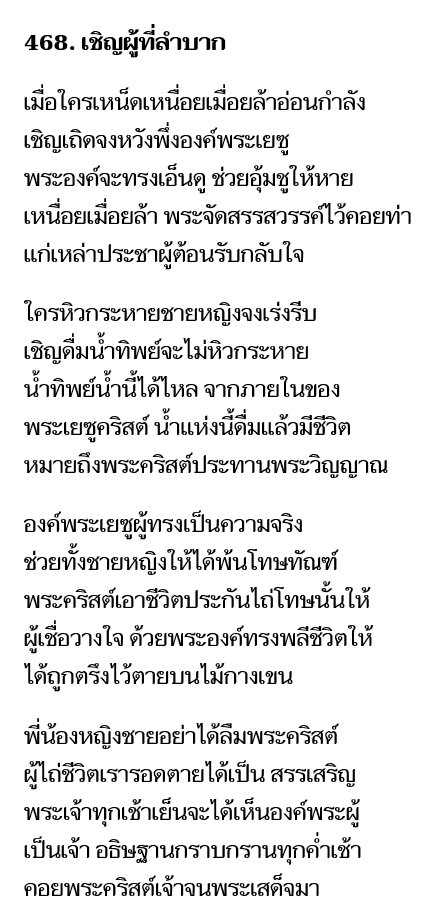 468. เชิญผู้ที่ลำบาก
เมื่อใครเหน็ดเหนื่อยเมื่อยล้าอ่อนกำลัง
เชิญเถิดจงหวังพึ่งองค์พระเยซู
พระองค์จะทรงเอ็นดู ช่วยอุ้มชูให้หาย
เหนื่อยเมื่อยล้า พระจัดสรรสวรรค์ไว้คอยท่า
แก่เหล่าประชาผู้ต้อนรับกลับใจ
ใครหิวกระหายชายหญิงจงเร่งรีบ
เชิญดื่มน้ำทิพย์จะไม่หิวกระหาย
น้ำทิพย์น้ำนี้ได้ไหล จากภายในของ
พระเยซูคริสต์ น้ำแห่งนี้ดื่มแล้วมีชีวิต
หมายถึงพระคริสต์ประทานพระวิญญาณ
องค์พระเยซูผู้ทรงเป็นความจริง
ช่วยทั้งชายหญิงให้ได้พ้นโทษทัณฑ์
พระคริสต์เอาชีวิตประกันไถ่โทษนั้นให้
ผู้เชื่อวางใจ ด้วยพระองค์ทรงพลีชีวิตให้
ได้ถูกตรึงไว้ตายบนไม้กางเขน
พี่น้องหญิงชายอย่าได้ลืมพระคริสต์
ผู้ไถ่ชีวิตเรารอดตายได้เป็น สรรเสริญ
พระเจ้าทุกเช้าเย็นจะได้เห็นองค์พระผู้
เป็นเจ้า อธิษฐานกราบกรานทุกค่ำเช้า
คอยพระคริสต์เจ้าจนพระเสด็จมา